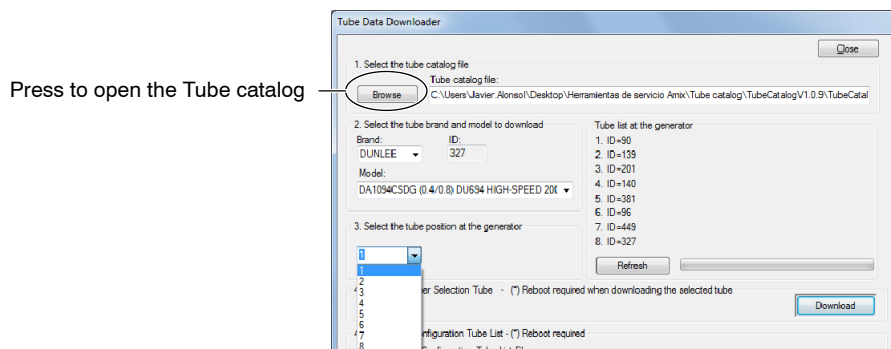 Tube Data Downloader
Close
1. Select the tube catalog file
Tube catalog file:
Press to open the Tube catalog
Browse
C:\Users\Javier.Alonsol\Desktop\Herramientas de servicio Amix\Tube catalog\TubeCatalogV1.0.9\TubeCatal
2. Select the tube brand and model to download
Brand:
ID:
DUNLEE
327
Model:
DA1094CSDG (0.4/0.8) DU694 HIGH-SPEED
Tube list at the generator
1. ID=90
2. ID=139
3. ID=201
4. ID=140
5. ID=381
6. ID=96
7. ID=449
8. ID=327
Refresh
3. Select the tube position at the generator
1
1
2
3
4
5
6
7
8
er Selection Tube - (*) Reboot required when downloading the selected tube
Download
nfiguration Tube List - (*) Reboot required